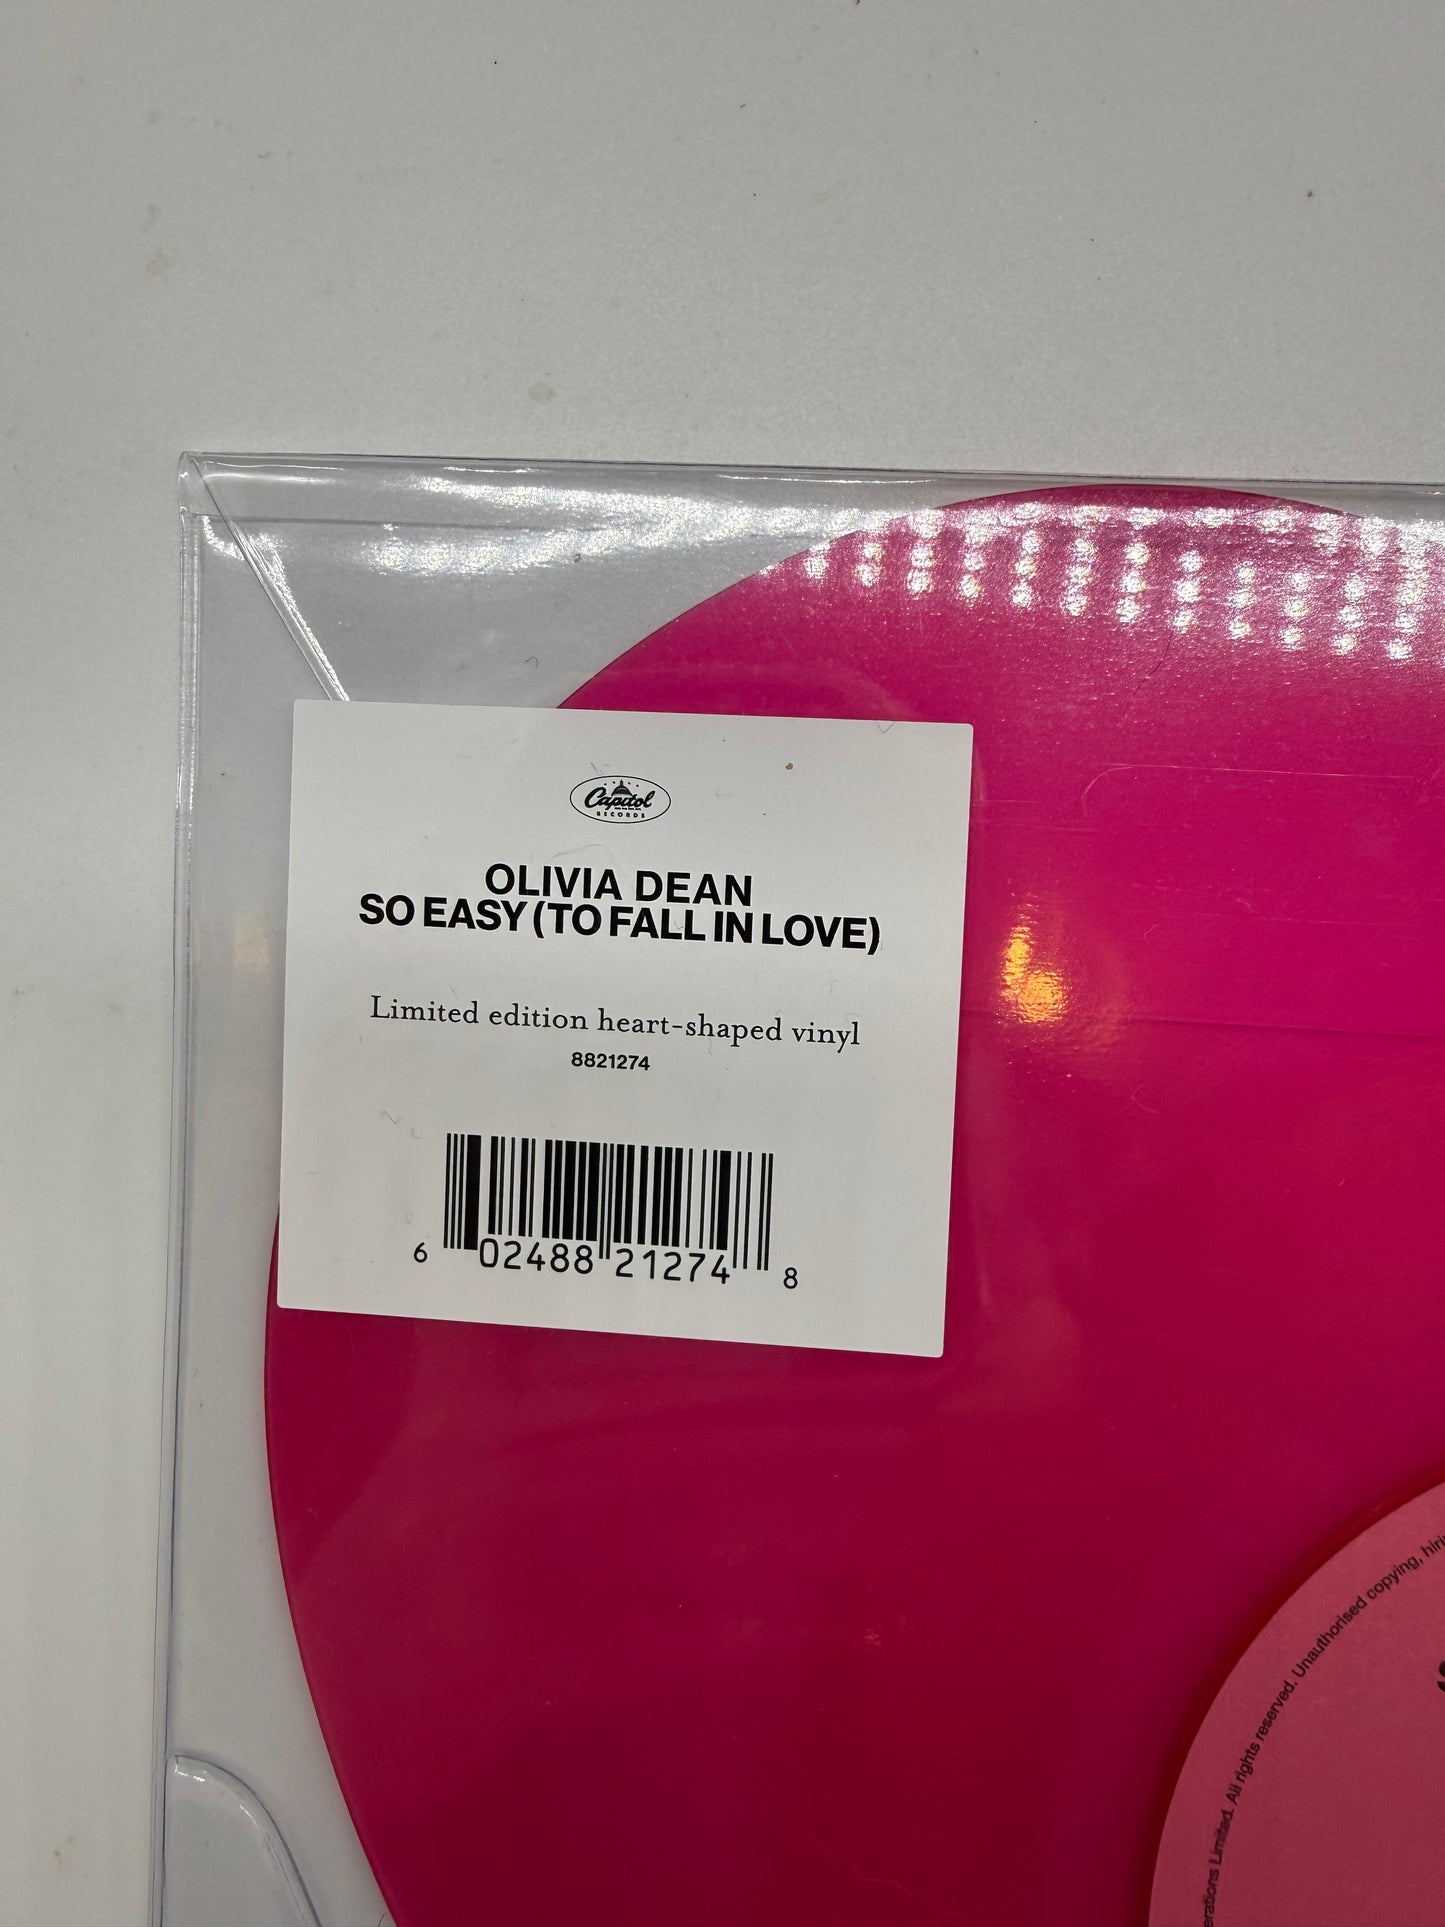 Capitol
RECORDS
OLIVIA DEAN
SO EASY (TO FALL IN LOVE)
Limited edition heart-shaped vinyl
8821274
6 02488 21274 8
Limited. All rights reserved. Unauthorised copying,